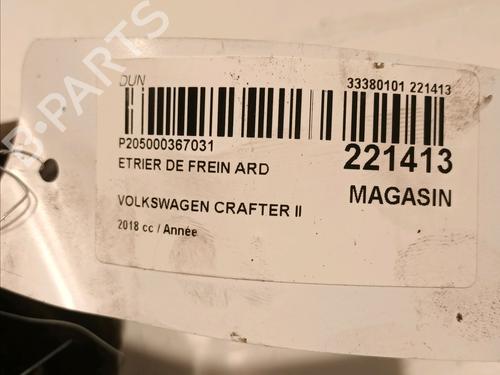 DUN
33380101 221413
P205000367031
ETRIER DE FREIN ARD
221413
MAGASIN
VOLKSWAGEN CRAFTER II
2018 cc / Année
B-PARTS